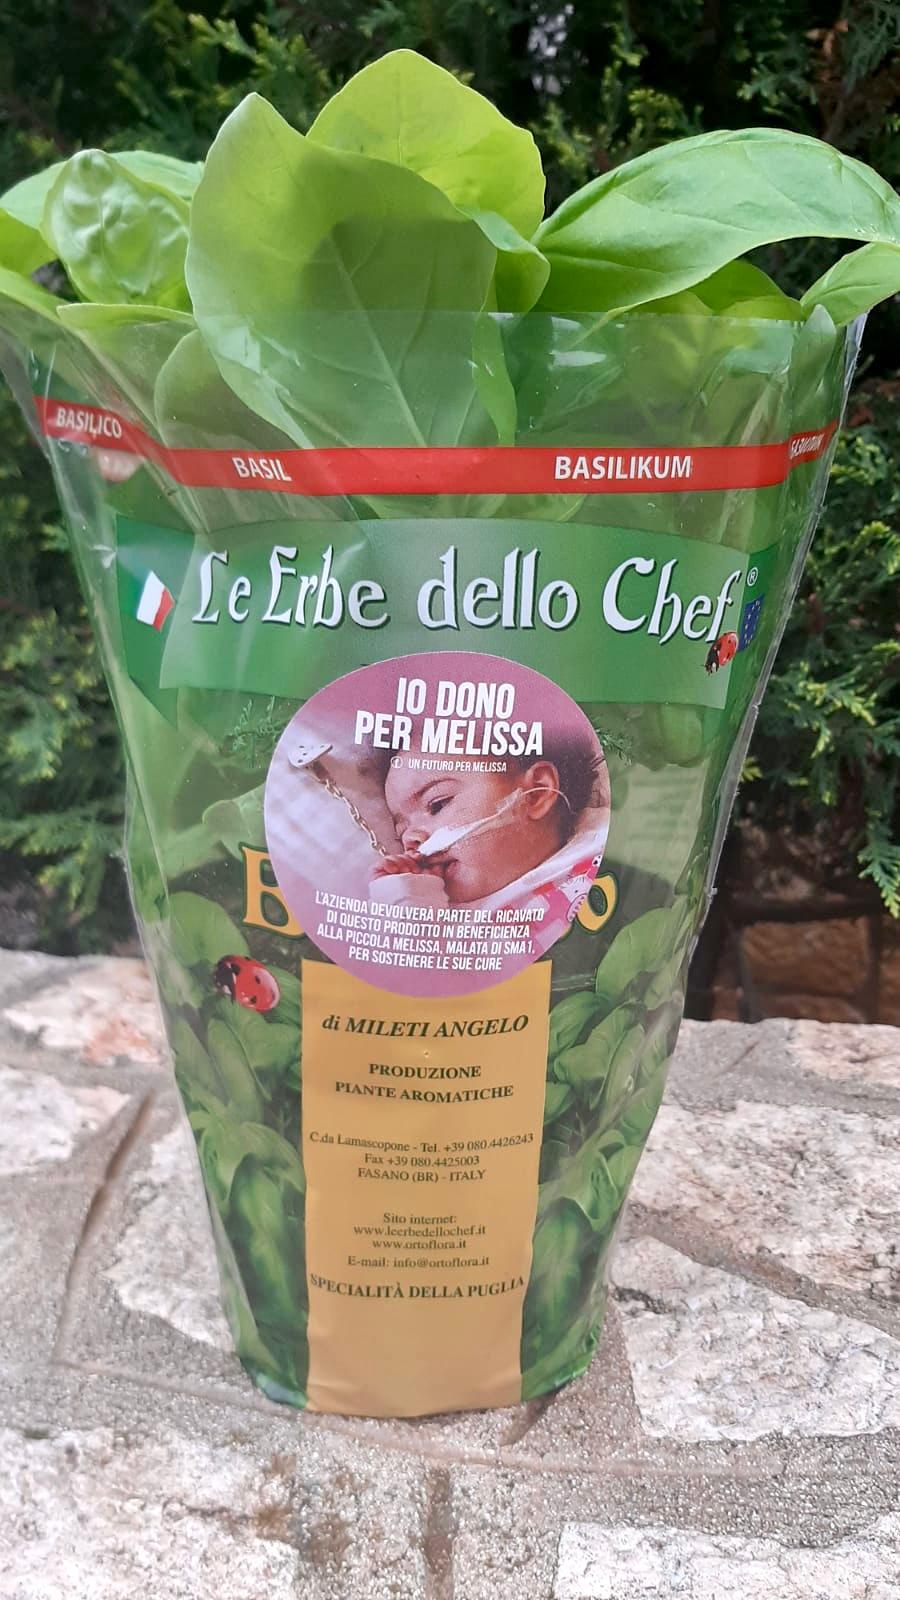 BASILICO
BASIL
BASILIKUM
Le Erbe dello Chef®
IO DONO
PER MELISSA
UN FUTURO PER MELISSA
L'AZIENDA DEVOLVERÀ PARTE DEL RICAVATO
DI QUESTO PRODOTTO IN BENEFICIENZA
ALLA PICCOLA MELISSA, MALATA DI SMA1,
PER SOSTENERE LE SUE CURE
di MILETI ANGELO
PRODUZIONE
PIANTE AROMATICHE
C.da Lamascopone - Tel. +39 080.4426243
Fax +39 080.4425003
FASANO (BR) - ITALY
Sito internet:
www.leerbedellochef.it
www.ortoflora.it
E-mail: info@ortoflora.it
SPECIALITÀ DELLA PUGLIA